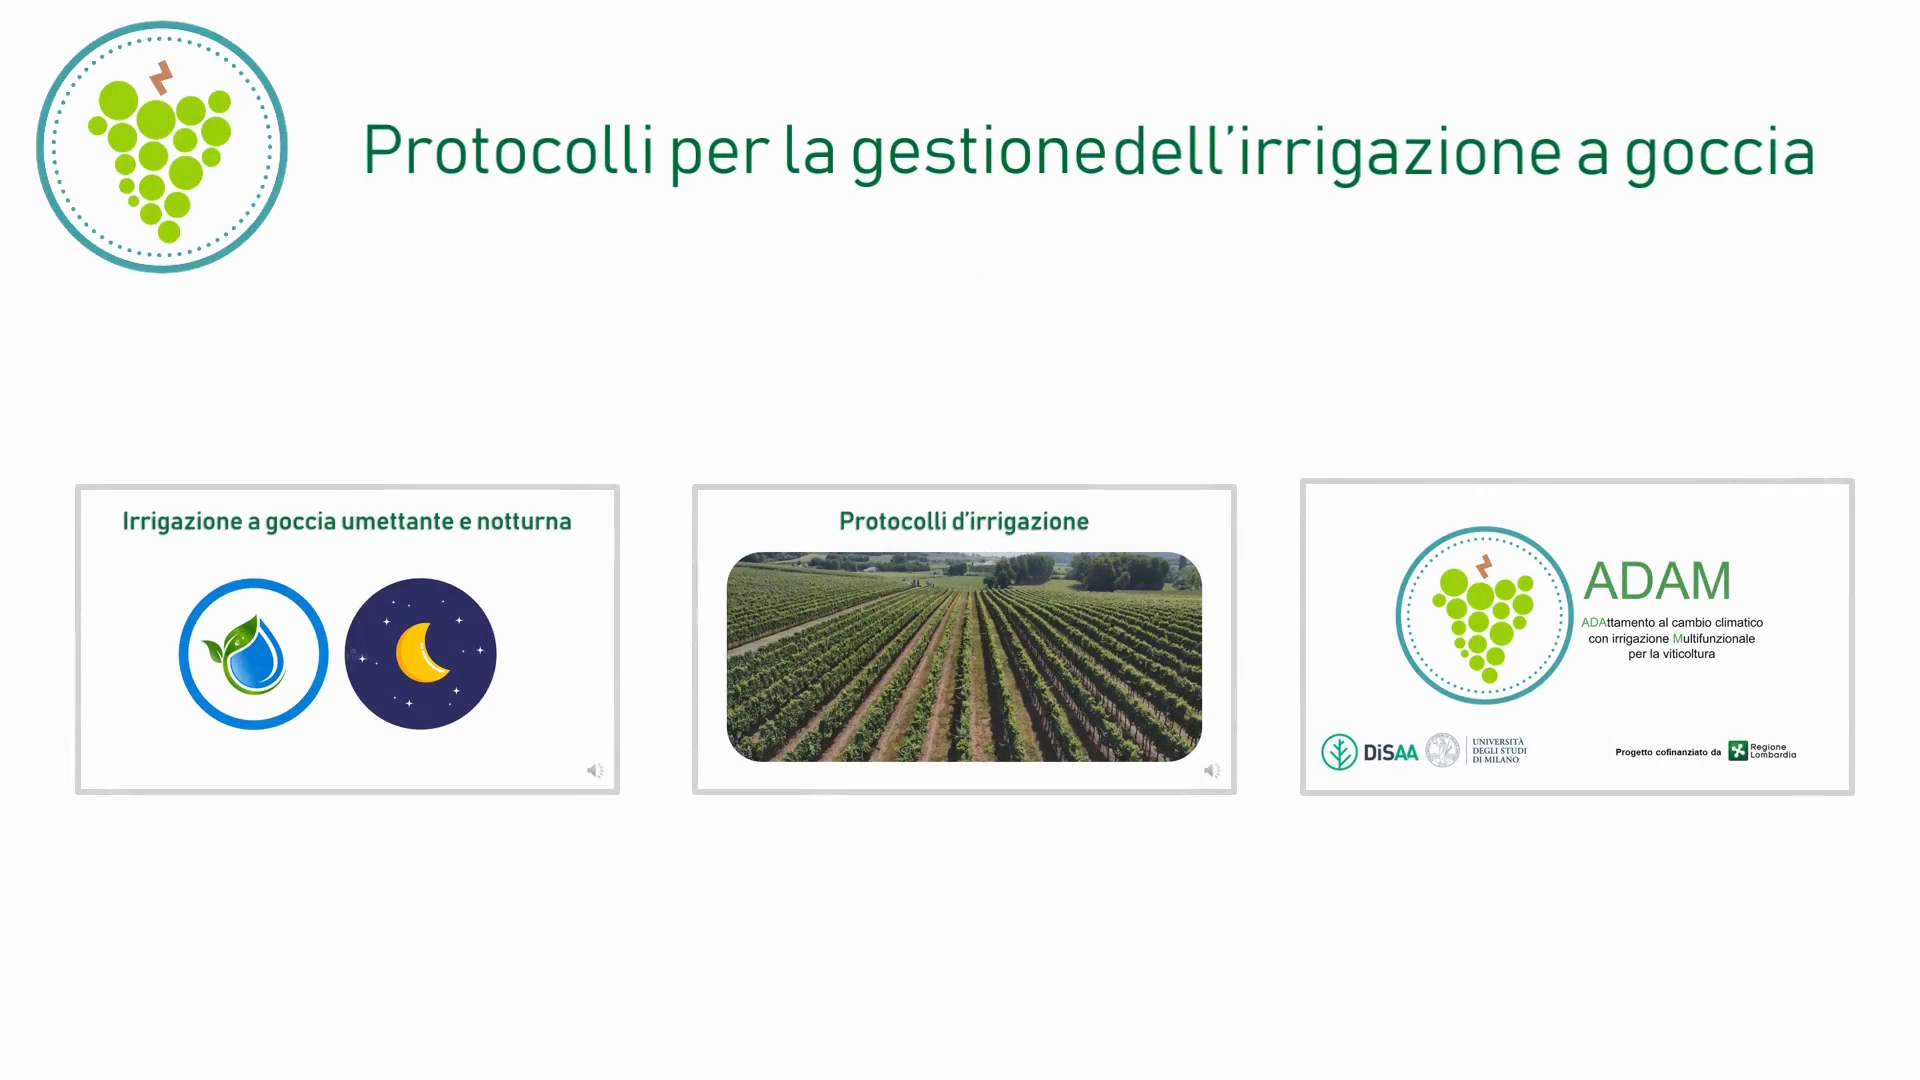 Protocolli per la gestione dell'irrigazione a goccia
Irrigazione a goccia umettante e notturna
Protocolli d'irrigazione
ADAM
ADAttamento al cambio climatico
con irrigazione Multifunzionale
per la viticoltura
DiSAA
UNIVERSITÀ
DEGLI STUDI
DI MILANO
Progetto cofinanziato da
Regione
Lombardia